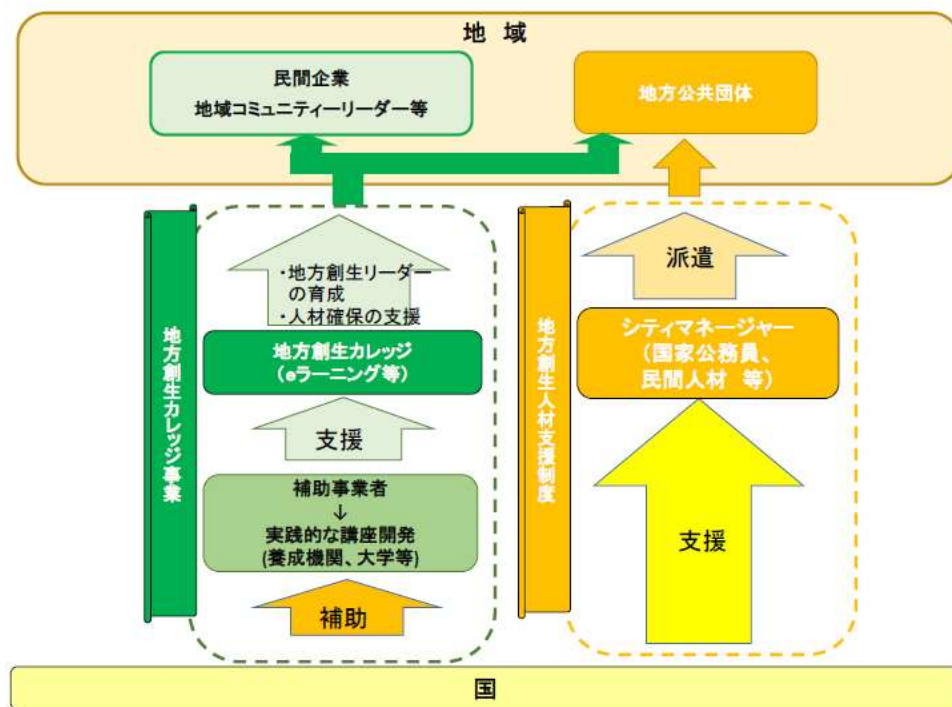 地　域
民間企業
地域コミュニティーリーダー等
地方公共団体
地方創生カレッジ事業
・地方創生リーダー
の育成
・人材確保の支援
地方創生カレッジ
（eラーニング等）
支援
補助事業者
↓
実践的な講座開発
(養成機関、大学等)
補助
地方創生人材支援制度
派遣
シティマネージャー
（国家公務員、
民間人材　等）
支援
国